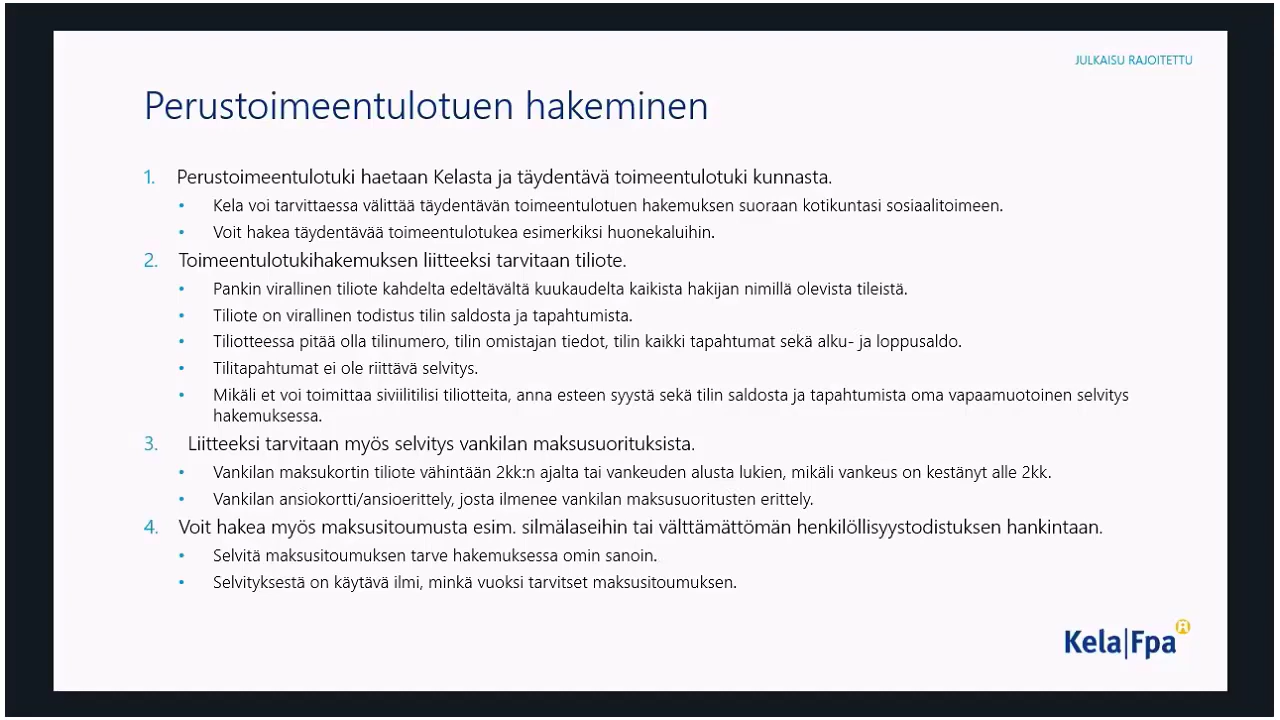 JULKAISU RAJOITETTU
Perustoimeentulotuen hakeminen
1. Perustoimeentulotuki haetaan Kelasta ja täydentävä toimeentulotuki kunnasta.
• Kela voi tarvittaessa välittää täydentävän toimeentulotuen hakemuksen suoraan kotikuntasi sosiaalitoimeen.
• Voit hakea täydentävää toimeentulotukea esimerkiksi huonekaluihin.
2. Toimeentulotukihakemuksen liitteeksi tarvitaan tiliote.
• Pankin virallinen tiliote kahdelta edeltävältä kuukaudelta kaikista hakijan nimillä olevista tileistä.
• Tiliote on virallinen todistus tilin saldosta ja tapahtumista.
• Tiliotteessa pitää olla tilinumero, tilin omistajan tiedot, tilin kaikki tapahtumat sekä alku- ja loppusaldo.
• Tilitapahtumat ei ole riittävä selvitys.
• Mikäli et voi toimittaa siviilitilisi tiliotteita, anna esteen syystä sekä tilin saldosta ja tapahtumista oma vapaamuotoinen selvitys
hakemuksessa.
3. Liitteeksi tarvitaan myös selvitys vankilan maksusuorituksista.
• Vankilan maksukortin tiliote vähintään 2kk:n ajalta tai vankeuden alusta lukien, mikäli vankeus on kestänyt alle 2kk.
• Vankilan ansiokortti/ansioerittely, josta ilmenee vankilan maksusuoritusten erittely.
4. Voit hakea myös maksusitoumusta esim. silmälaseihin tai välttämättömän henkilöllisyystodistuksen hankintaan.
• Selvitä maksusitoumuksen tarve hakemuksessa omin sanoin.
• Selvityksestä on käytävä ilmi, minkä vuoksi tarvitset maksusitoumuksen.
Kela|Fpa